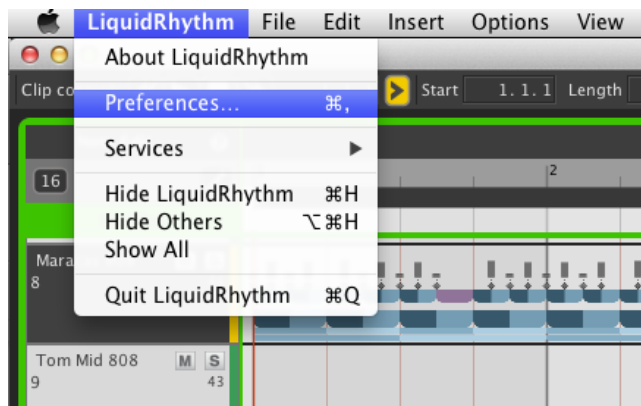 LiquidRhythm File Edit Insert Options View
About LiquidRhythm
Clip co
Start 1. 1. 1 Length
Preferences... ⌘,
Services
16
2
Hide LiquidRhythm ⌘H
Hide Others ⌥⌘H
Show All
Mara
8
Quit LiquidRhythm ⌘Q
Tom Mid 808 M S
9 43